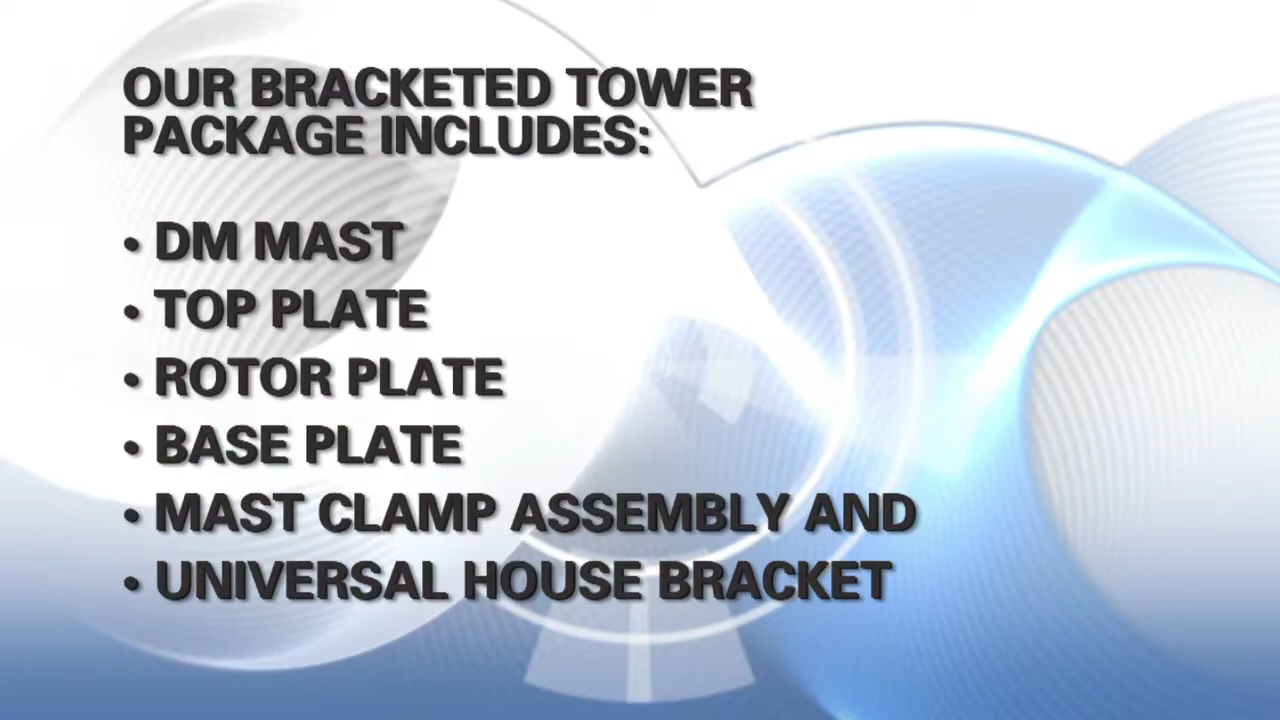 OUR BRACKETED TOWER
PACKAGE INCLUDES:
• DM MAST
• TOP PLATE
• ROTOR PLATE
• BASE PLATE
• MAST CLAMP ASSEMBLY AND
• UNIVERSAL HOUSE BRACKET